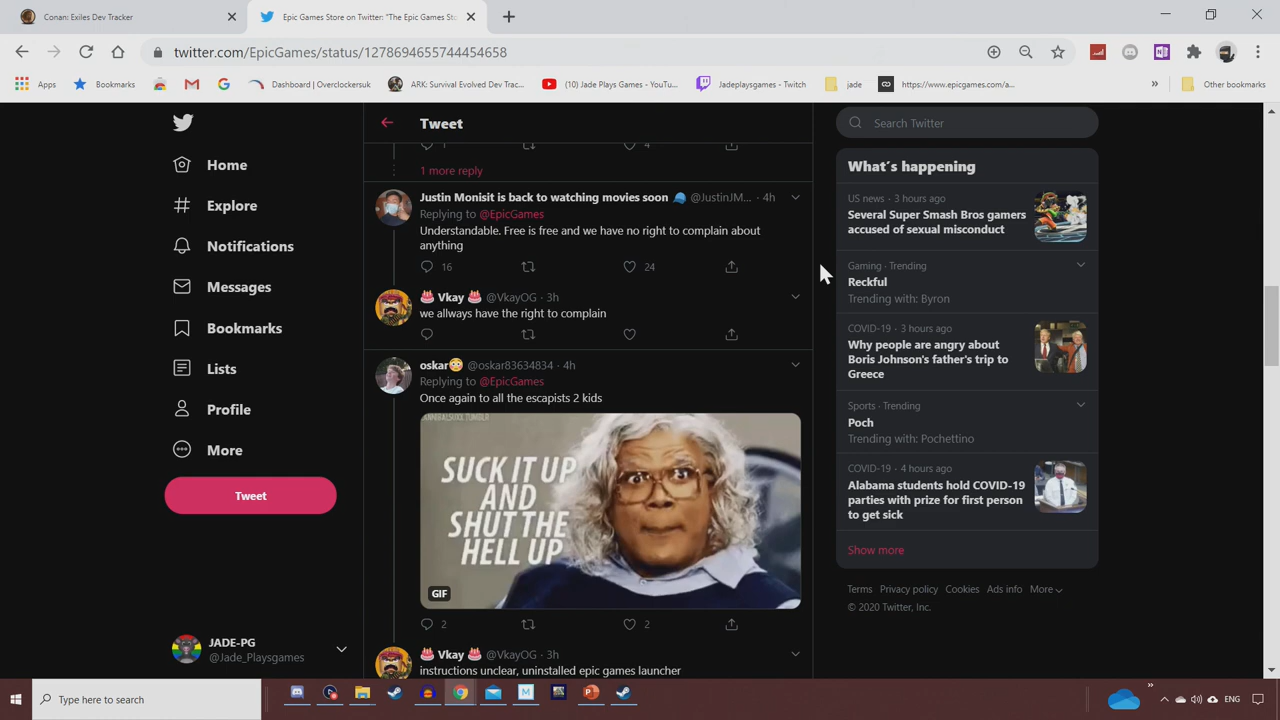 Conan: Exiles Dev Tracker
Epic Games Store on Twitter: "The Epic Games Sto
twitter.com/EpicGames/status/1278694655744454658
Apps
Bookmarks
Dashboard | Overclockersuk
ARK: Survival Evolved Dev Trac...
(10) Jade Plays Games - YouTu...
Jadeplaysgames - Twitch
jade
https://www.epicgames.com/a...
»
Other bookmarks
Home
Explore
Notifications
Messages
Bookmarks
Lists
Profile
More
Tweet
JADE-PG
@Jade_Playsgames
Tweet
1 4
1 more reply
Justin Monisit is back to watching movies soon 🧢 @JustinJM... · 4h
Replying to @EpicGames
Understandable. Free is free and we have no right to complain about
anything
16 24
🎂 Vkay 🎂 @VkayOG · 3h
we allways have the right to complain
oskar😳 @oskar83634834 · 4h
Replying to @EpicGames
Once again to all the escapists 2 kids
SUCK IT UP
AND
SHUT THE
HELL UP
GIF
2 2
🎂 Vkay 🎂 @VkayOG · 3h
instructions unclear, uninstalled epic games launcher
Search Twitter
What's happening
US news · 3 hours ago
Several Super Smash Bros gamers
accused of sexual misconduct
Gaming · Trending
Reckful
Trending with: Byron
COVID-19 · 3 hours ago
Why people are angry about
Boris Johnson's father's trip to
Greece
Sports · Trending
Poch
Trending with: Pochettino
COVID-19 · 4 hours ago
Alabama students hold COVID-19
parties with prize for first person
to get sick
Show more
Terms Privacy policy Cookies Ads info More
© 2020 Twitter, Inc.
Type here to search
»
ENG